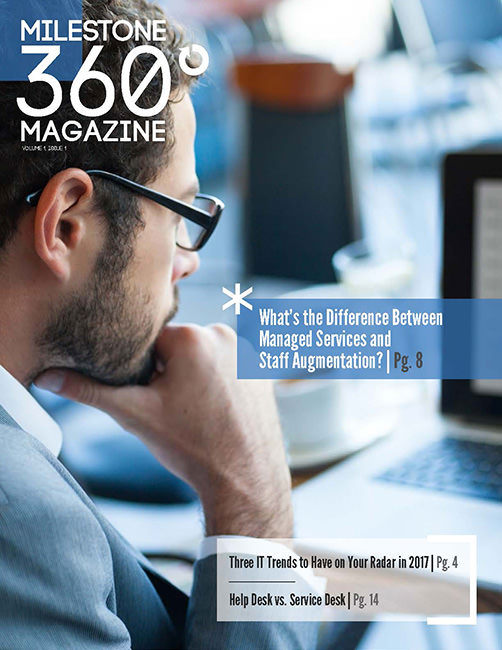 MILESTONE
360°
MAGAZINE
VOLUME 1, ISSUE 1
* What's the Difference Between
Managed Services and
Staff Augmentation? | Pg. 8
Three IT Trends to Have on Your Radar in 2017 | Pg. 4
Help Desk vs. Service Desk | Pg. 14